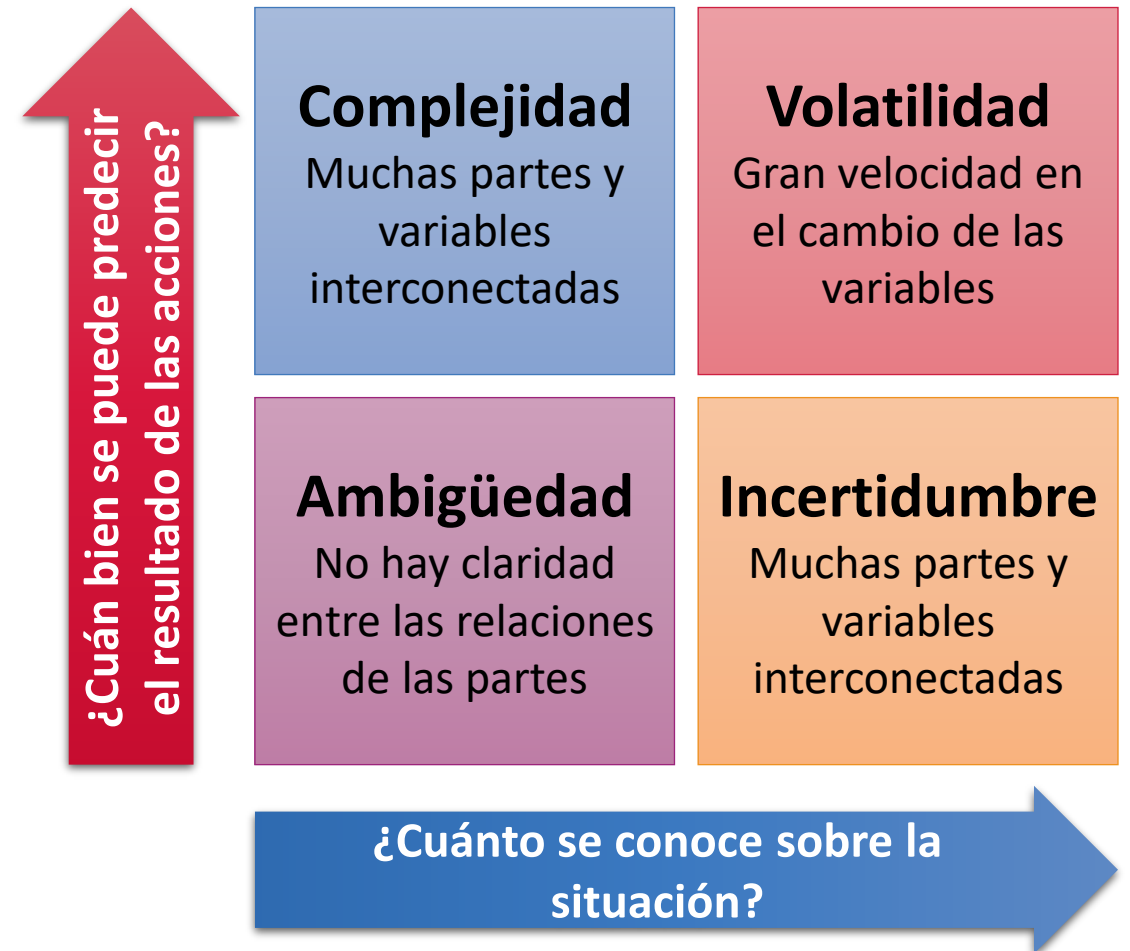 ¿Cuán bien se puede predecir
el resultado de las acciones?
Complejidad
Muchas partes y
variables
interconectadas
Volatilidad
Gran velocidad en
el cambio de las
variables
Ambigüedad
No hay claridad
entre las relaciones
de las partes
Incertidumbre
Muchas partes y
variables
interconectadas
¿Cuánto se conoce sobre la
situación?